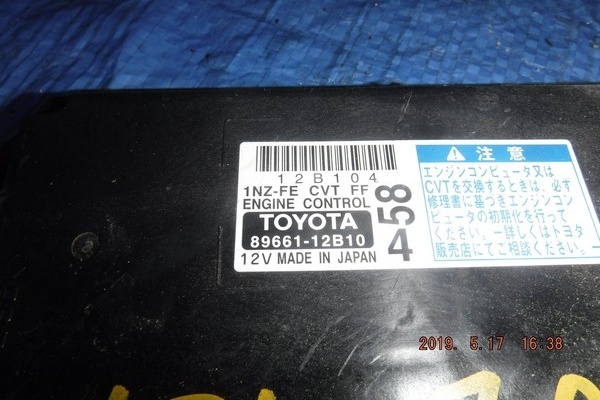 12B104
1NZ-FE CVT FF
ENGINE CONTROL
TOYOTA
89661-12B10
12V MADE IN JAPAN
458
注意
エンジンコンピュータ又は
CVTを交換するときは、必ず
修理書に基づきエンジンコン
ピュータの初期化を行って
ください。ー詳しくはトヨタ
販売店にてご相談ください。
2019. 5.17 16:38